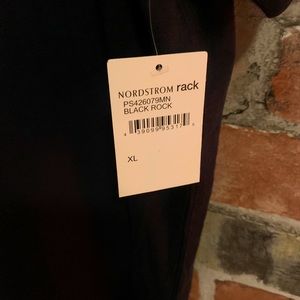 NORDSTROM rack
PS426079MN
BLACK ROCK
XL